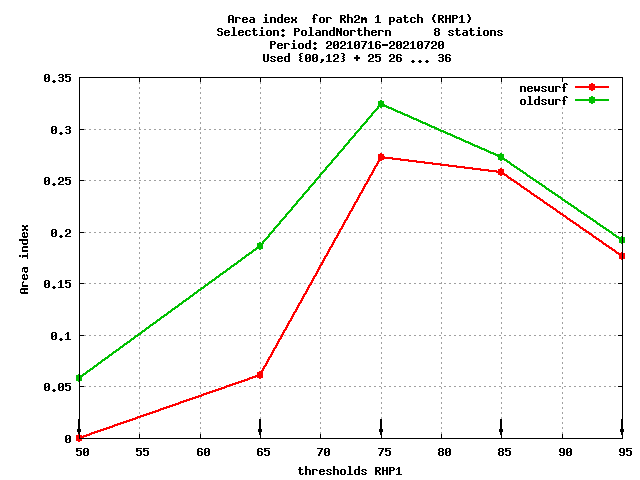 Area index  for Rh2m 1 patch (RHP1)
Selection: PolandNorthern      8 stations
Period: 20210716-20210720
Used {00,12} + 25 26 ... 36
newsurf
oldsurf
0.35
0.3
0.25
0.2
0.15
0.1
0.05
0
Area index
50 55 60 65 70 75 80 85 90 95
thresholds RHP1